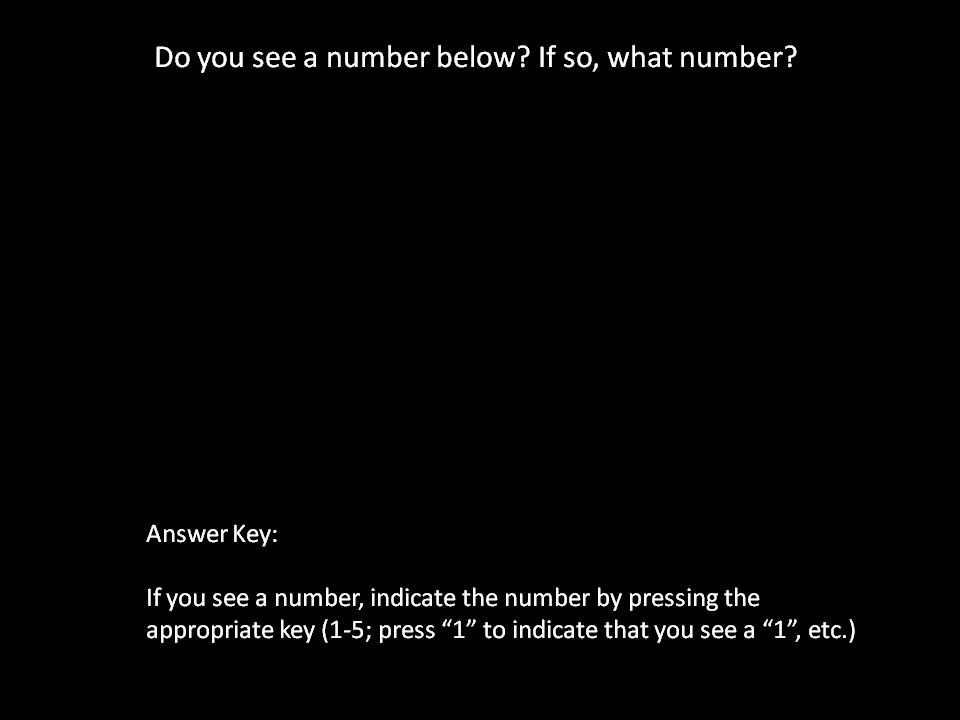 Do you see a number below? If so, what number?
Answer Key:
If you see a number, indicate the number by pressing the
appropriate key (1-5; press “1” to indicate that you see a “1”, etc.)